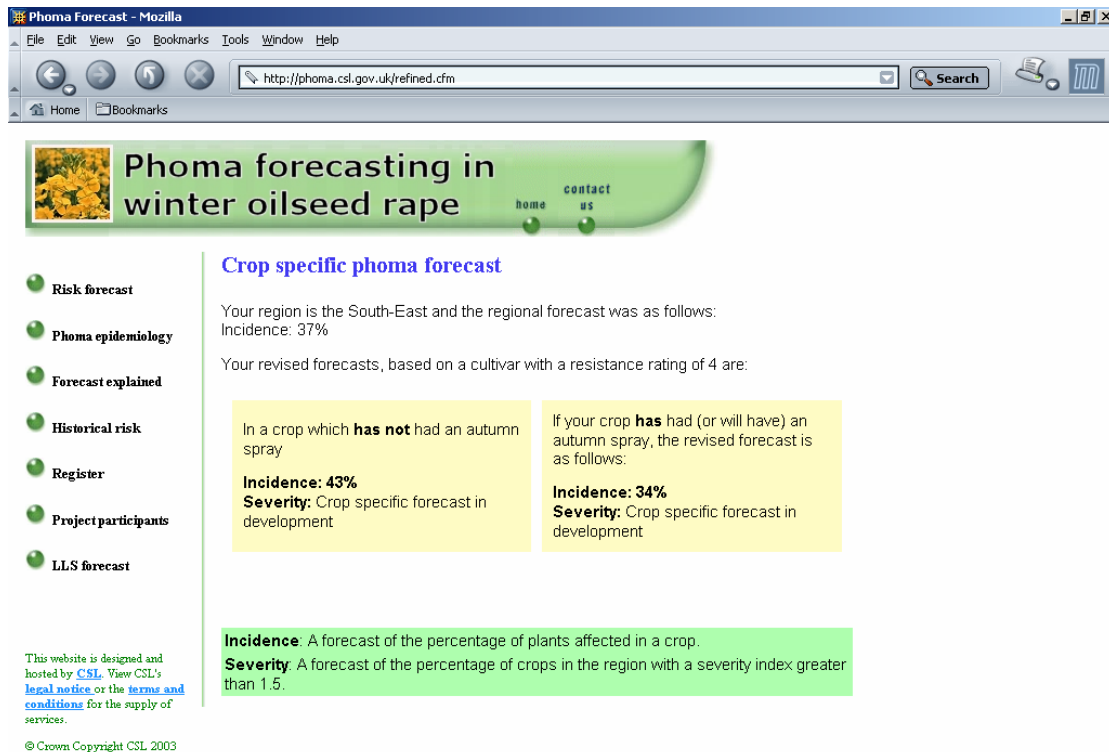 Phoma Forecast - Mozilla
File Edit View Go Bookmarks Tools Window Help
http://phoma.csl.gov.uk/refined.cfm
Search
Home Bookmarks
Phoma forecasting in
winter oilseed rape
home
contact
us
Risk forecast
Phoma epidemiology
Forecast explained
Historical risk
Register
Project participants
LLS forecast
This website is designed and
hosted by CSL. View CSL's
legal notice or the terms and
conditions for the supply of
services.
© Crown Copyright CSL 2003
Crop specific phoma forecast
Your region is the South-East and the regional forecast was as follows:
Incidence: 37%
Your revised forecasts, based on a cultivar with a resistance rating of 4 are:
In a crop which has not had an autumn
spray
Incidence: 43%
Severity: Crop specific forecast in
development
If your crop has had (or will have) an
autumn spray, the revised forecast is
as follows:
Incidence: 34%
Severity: Crop specific forecast in
development
Incidence: A forecast of the percentage of plants affected in a crop.
Severity: A forecast of the percentage of crops in the region with a severity index greater
than 1.5.